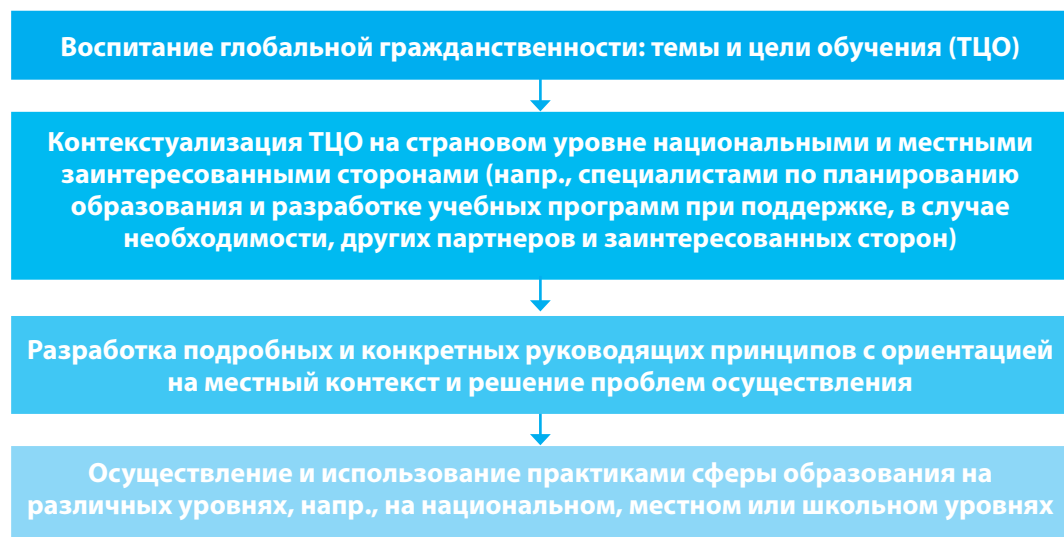 Воспитание глобальной гражданственности: темы и цели обучения (ТЦО)
Контекстуализация ТЦО на страновом уровне национальными и местными
заинтересованными сторонами (напр., специалистами по планированию
образования и разработке учебных программ при поддержке, в случае
необходимости, других партнеров и заинтересованных сторон)
Разработка подробных и конкретных руководящих принципов с ориентацией
на местный контекст и решение проблем осуществления
Осуществление и использование практиками сферы образования на
различных уровнях, напр., на национальном, местном или школьном уровнях